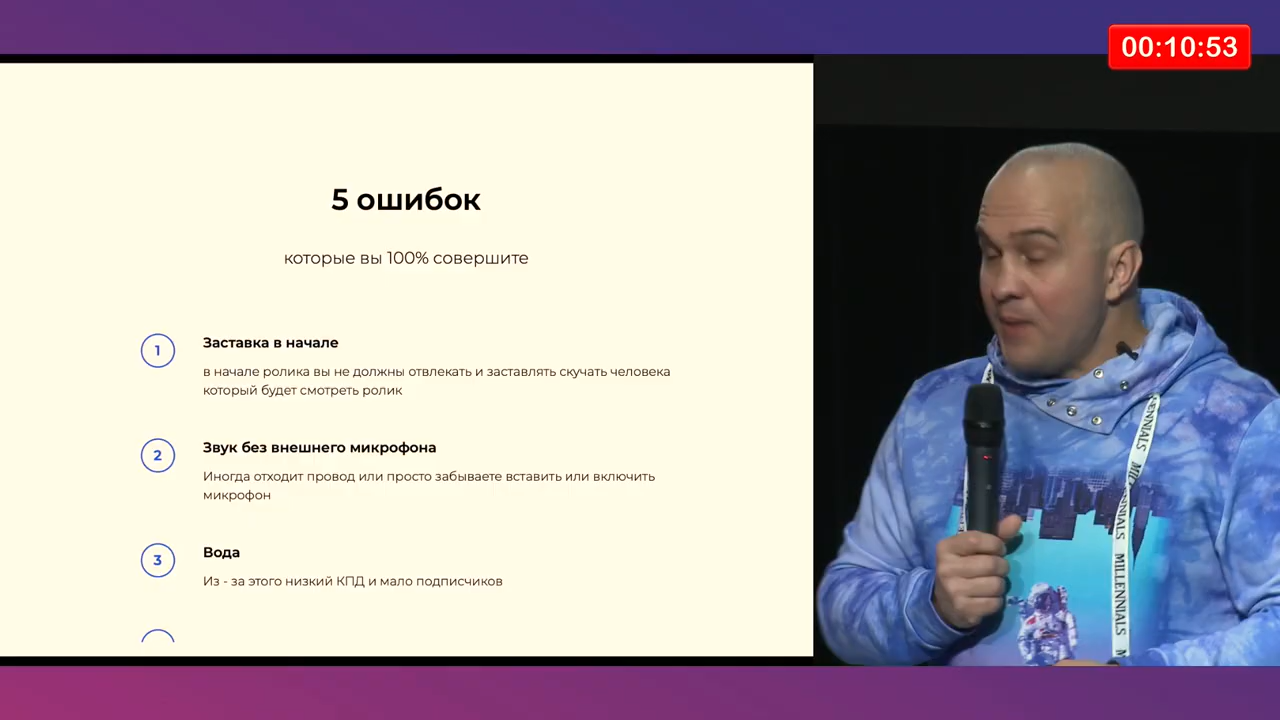 00:10:53
5 ошибок
которые вы 100% совершите
1
Заставка в начале
в начале ролика вы не должны отвлекать и заставлять скучать человека
который будет смотреть ролик
2
Звук без внешнего микрофона
Иногда отходит провод или просто забываете вставить или включить
микрофон
3
Вода
Из - за этого низкий КПД и мало подписчиков
MILLENNIALS